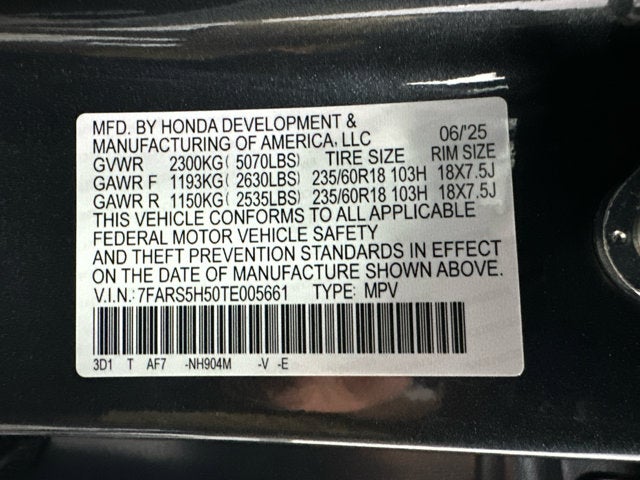 MFD. BY HONDA DEVELOPMENT &
MANUFACTURING OF AMERICA, LLC 06/'25
GVWR 2300KG( 5070LBS) TIRE SIZE RIM SIZE
GAWR F 1193KG( 2630LBS) 235/60R18 103H 18X7.5J
GAWR R 1150KG( 2535LBS) 235/60R18 103H 18X7.5J
THIS VEHICLE CONFORMS TO ALL APPLICABLE
FEDERAL MOTOR VEHICLE SAFETY
AND THEFT PREVENTION STANDARDS IN EFFECT
ON THE DATE OF MANUFACTURE SHOWN ABOVE.
V.I.N.: 7FARS5H50TE005661 TYPE: MPV
3D1 T AF7 -NH904M -V -E